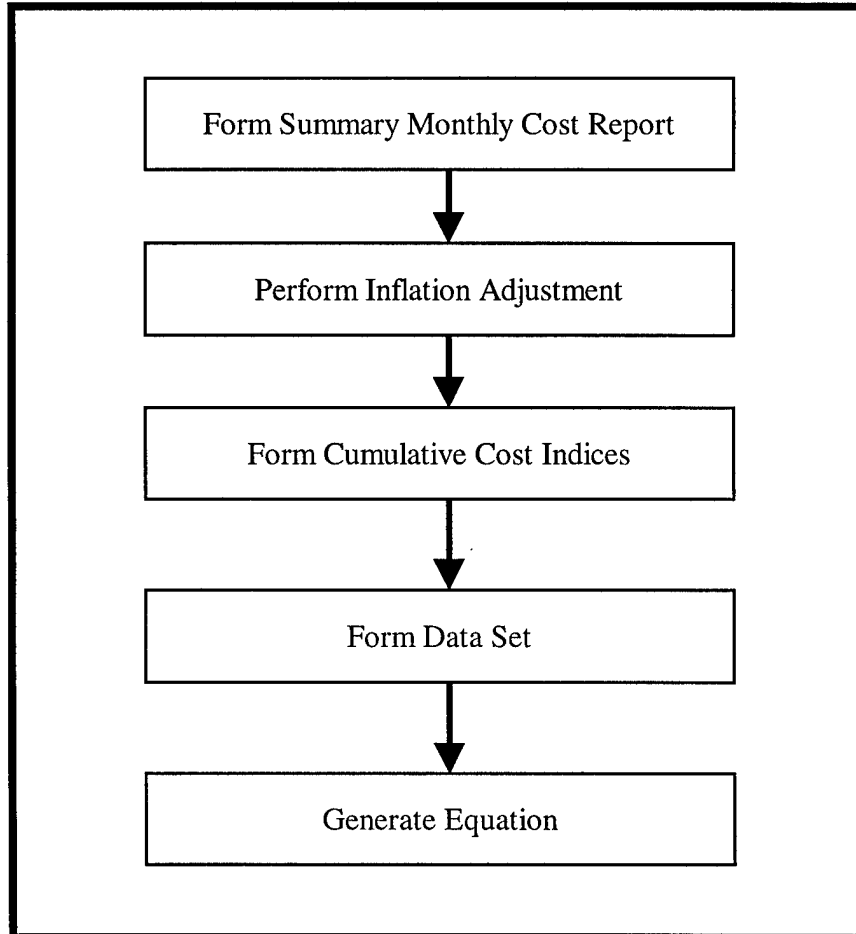 Form Summary Monthly Cost Report
Perform Inflation Adjustment
Form Cumulative Cost Indices
Form Data Set
Generate Equation